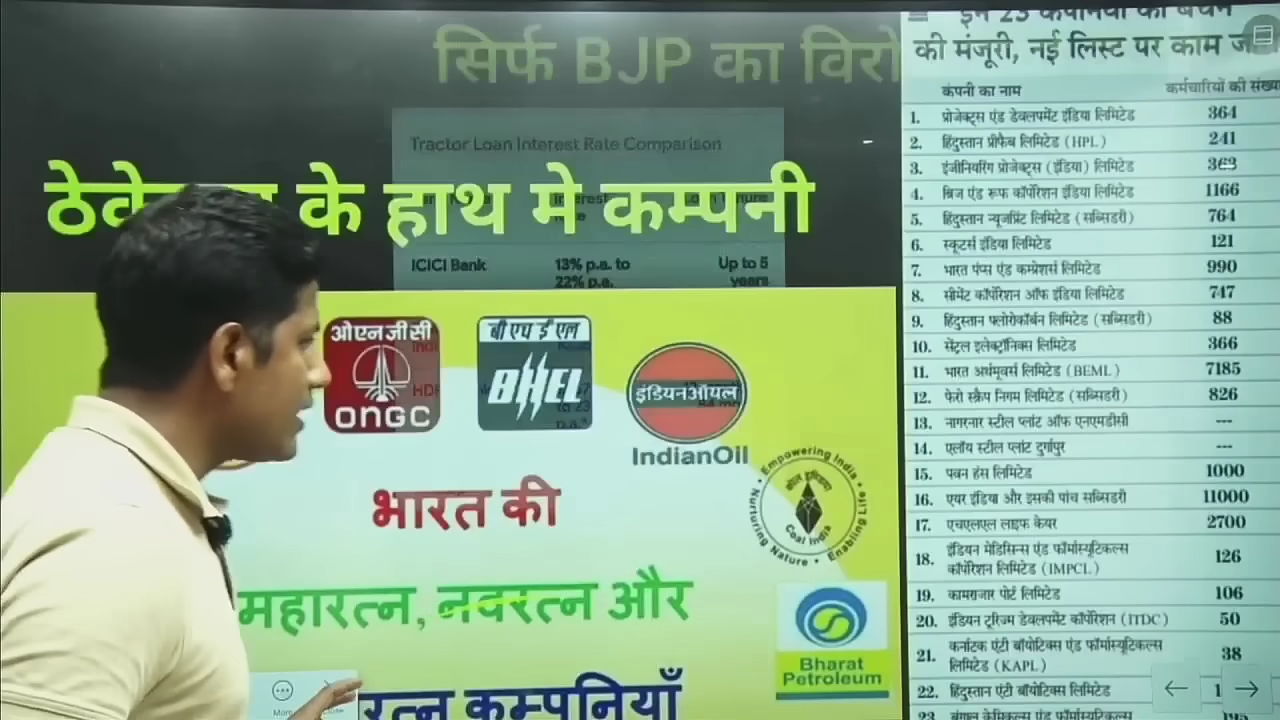 सिर्फ BJP का
Tractor Loan Interest Rate Comparison
के हाथ मे कम्पनी
ICICI Bank 13% p.a. to 22% p.a. Up to 5 years
ओएनजीसी
ONGC
बीएचईएल
BHEL
इंडियनऑयल
IndianOil
Empowering India
Enabling Life
Nurturing Nature
Coal India
भारत की
महारत्न, नवरत्न और
रत्न कम्पनियाँ
Bharat
Petroleum
More
की मंजूरी, नई लिस्ट पर काम
कंपनी का नाम कर्मचारियों की
1. प्रोजेक्ट्स एंड डेवलपमेंट इंडिया लिमिटेड 364
2. हिंदुस्तान प्रीफैब लिमिटेड (HPL) 241
3. इंजीनियरिंग प्रोजेक्ट्स (इंडिया) लिमिटेड
4. ब्रिज एंड रूफ कॉर्पोरेशन इंडिया लिमिटेड 1166
5. हिंदुस्तान न्यूजप्रिंट लिमिटेड (सब्सिडरी) 764
6. स्कूटर्स इंडिया लिमिटेड 121
7. भारत पंप्स एंड कम्प्रेशर्स लिमिटेड 990
8. सीमेंट कॉर्पोरेशन ऑफ इंडिया लिमिटेड 747
9. हिंदुस्तान फ्लोरोकॉर्बन लिमिटेड (सब्सिडरी) 88
10. सेंट्रल इलेक्ट्रॉनिक्स लिमिटेड 366
11. भारत अर्थमूवर्स लिमिटेड (BEML) 7185
12. फेरो स्क्रैप निगम लिमिटेड (सब्सिडरी) 826
13. नागरनार स्टील प्लांट ऑफ एनएमडीसी ---
14. एलॉय स्टील प्लांट दुर्गापुर ---
15. पवन हंस लिमिटेड 1000
16. एयर इंडिया और इसकी पांच सब्सिडरी 11000
17. एचएलएल लाइफ केयर 2700
18. इंडियन मेडिसिन्स एंड फॉर्मास्यूटिकल्स
कॉर्पोरेशन लिमिटेड (IMPCL) 126
19. कामराजार पोर्ट लिमिटेड 106
20. इंडियन टूरिज्म डेवलपमेंट कॉर्पोरेशन (ITDC) 50
21. कर्नाटक एंटी बॉयोटिक्स एंड फॉर्मास्यूटिकल्स
लिमिटेड (KAPL) 38
22. हिंदुस्तान एंटी बॉयोटिक्स लिमिटेड